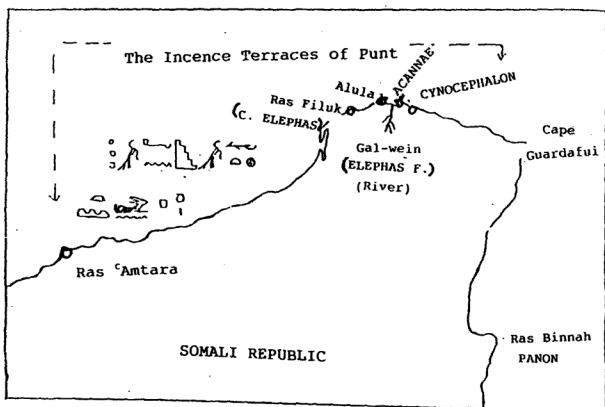 The Incence Terraces of Punt
Alula
ACANNAE
CYNOCEPHALON
Ras Filuk
(C. ELEPHAS)
Gal-wein
(ELEPHAS F.)
(River)
Cape
Guardafui
Ras ᶜAmtara
SOMALI REPUBLIC
Ras Binnah
PANON